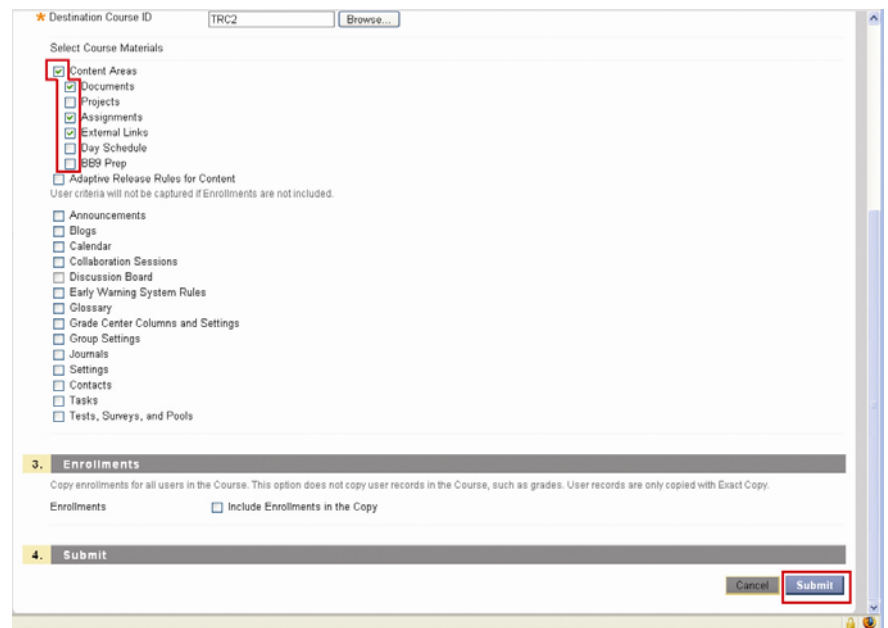 * Destination Course ID TRC2 Browse...
Select Course Materials
Content Areas
Documents
Projects
Assignments
External Links
Day Schedule
BB9 Prep
Adaptive Release Rules for Content
User criteria will not be captured if Enrollments are not included.
Announcements
Blogs
Calendar
Collaboration Sessions
Discussion Board
Early Warning System Rules
Glossary
Grade Center Columns and Settings
Group Settings
Journals
Settings
Contacts
Tasks
Tests, Surveys, and Pools
3. Enrollments
Copy enrollments for all users in the Course. This option does not copy user records in the Course, such as grades. User records are only copied with Exact Copy.
Enrollments Include Enrollments in the Copy
4. Submit
Cancel Submit